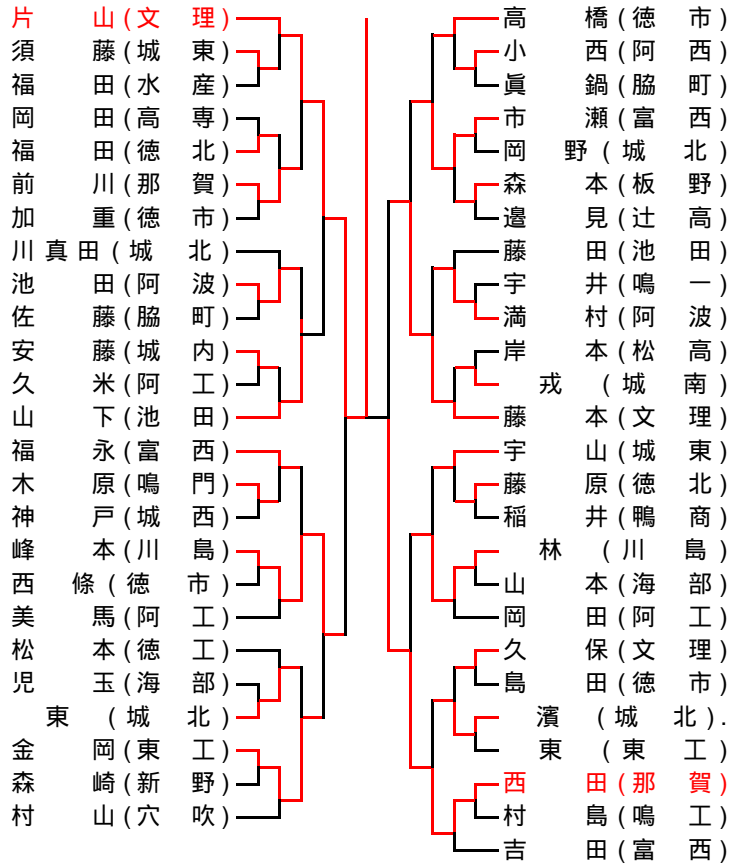 片山(文理)
須藤(城東)
福田(水産)
岡田(高専)
福田(徳北)
前川(那賀)
加重(徳市)
川真田(城北)
池田(阿波)
佐藤(脇町)
安藤(城内)
久米(阿工)
山下(池田)
福永(富西)
木原(鳴門)
神戸(城西)
峰本(川島)
西條(徳市)
美馬(阿工)
松本(徳工)
児玉(海部)
東(城北)
金岡(東工)
森崎(新野)
村山(穴吹)
高橋(徳市)
小西(阿西)
眞鍋(脇町)
市瀬(富西)
岡野(城北)
森本(板野)
邉見(辻高)
藤田(池田)
宇井(鳴一)
満村(阿波)
岸本(松高)
戎(城南)
藤本(文理)
宇山(城東)
藤原(徳北)
稲井(鴨商)
林(川島)
山本(海部)
岡田(阿工)
久保(文理)
島田(徳市)
濱(城北).
東(東工)
西田(那賀)
村島(鳴工)
吉田(富西)